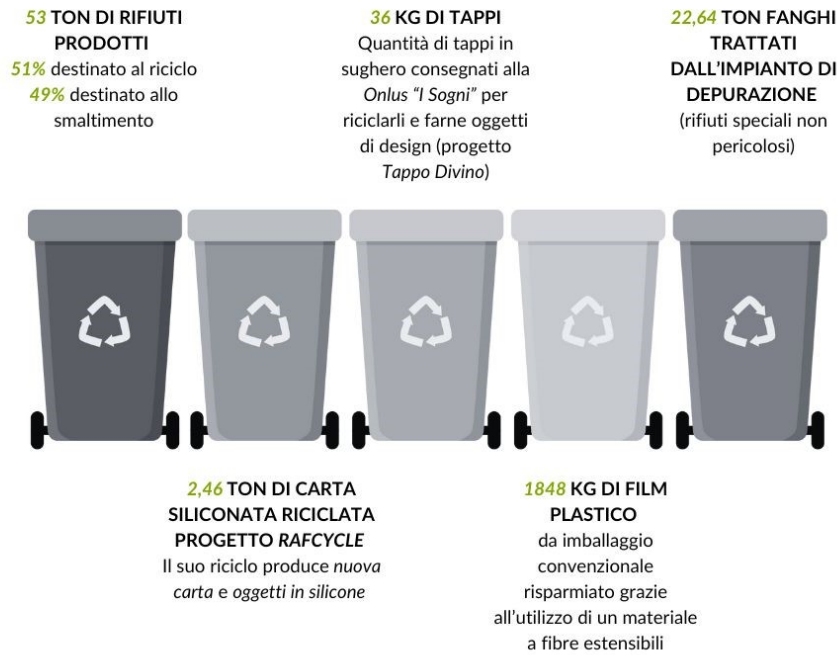 53 TON DI RIFIUTI
PRODOTTI
51% destinato al riciclo
49% destinato allo
smaltimento
36 KG DI TAPPI
Quantità di tappi in
sughero consegnati alla
Onlus “I Sogni” per
riciclarli e farne oggetti
di design (progetto
Tappo Divino)
22,64 TON FANGHI
TRATTATI
DALL’IMPIANTO DI
DEPURAZIONE
(rifiuti speciali non
pericolosi)
2,46 TON DI CARTA
SILICONATA RICICLATA
PROGETTO RAFCYCLE
Il suo riciclo produce nuova
carta e oggetti in silicone
1848 KG DI FILM
PLASTICO
da imballaggio
convenzionale
risparmiato grazie
all’utilizzo di un materiale
a fibre estensibili